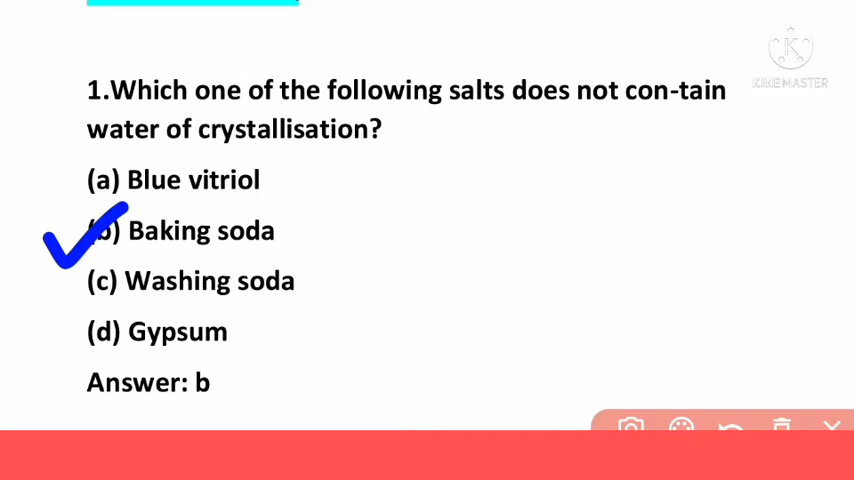 KINEMASTER
1.Which one of the following salts does not con-tain
water of crystallisation?
(a) Blue vitriol
(b) Baking soda
(c) Washing soda
(d) Gypsum
Answer: b